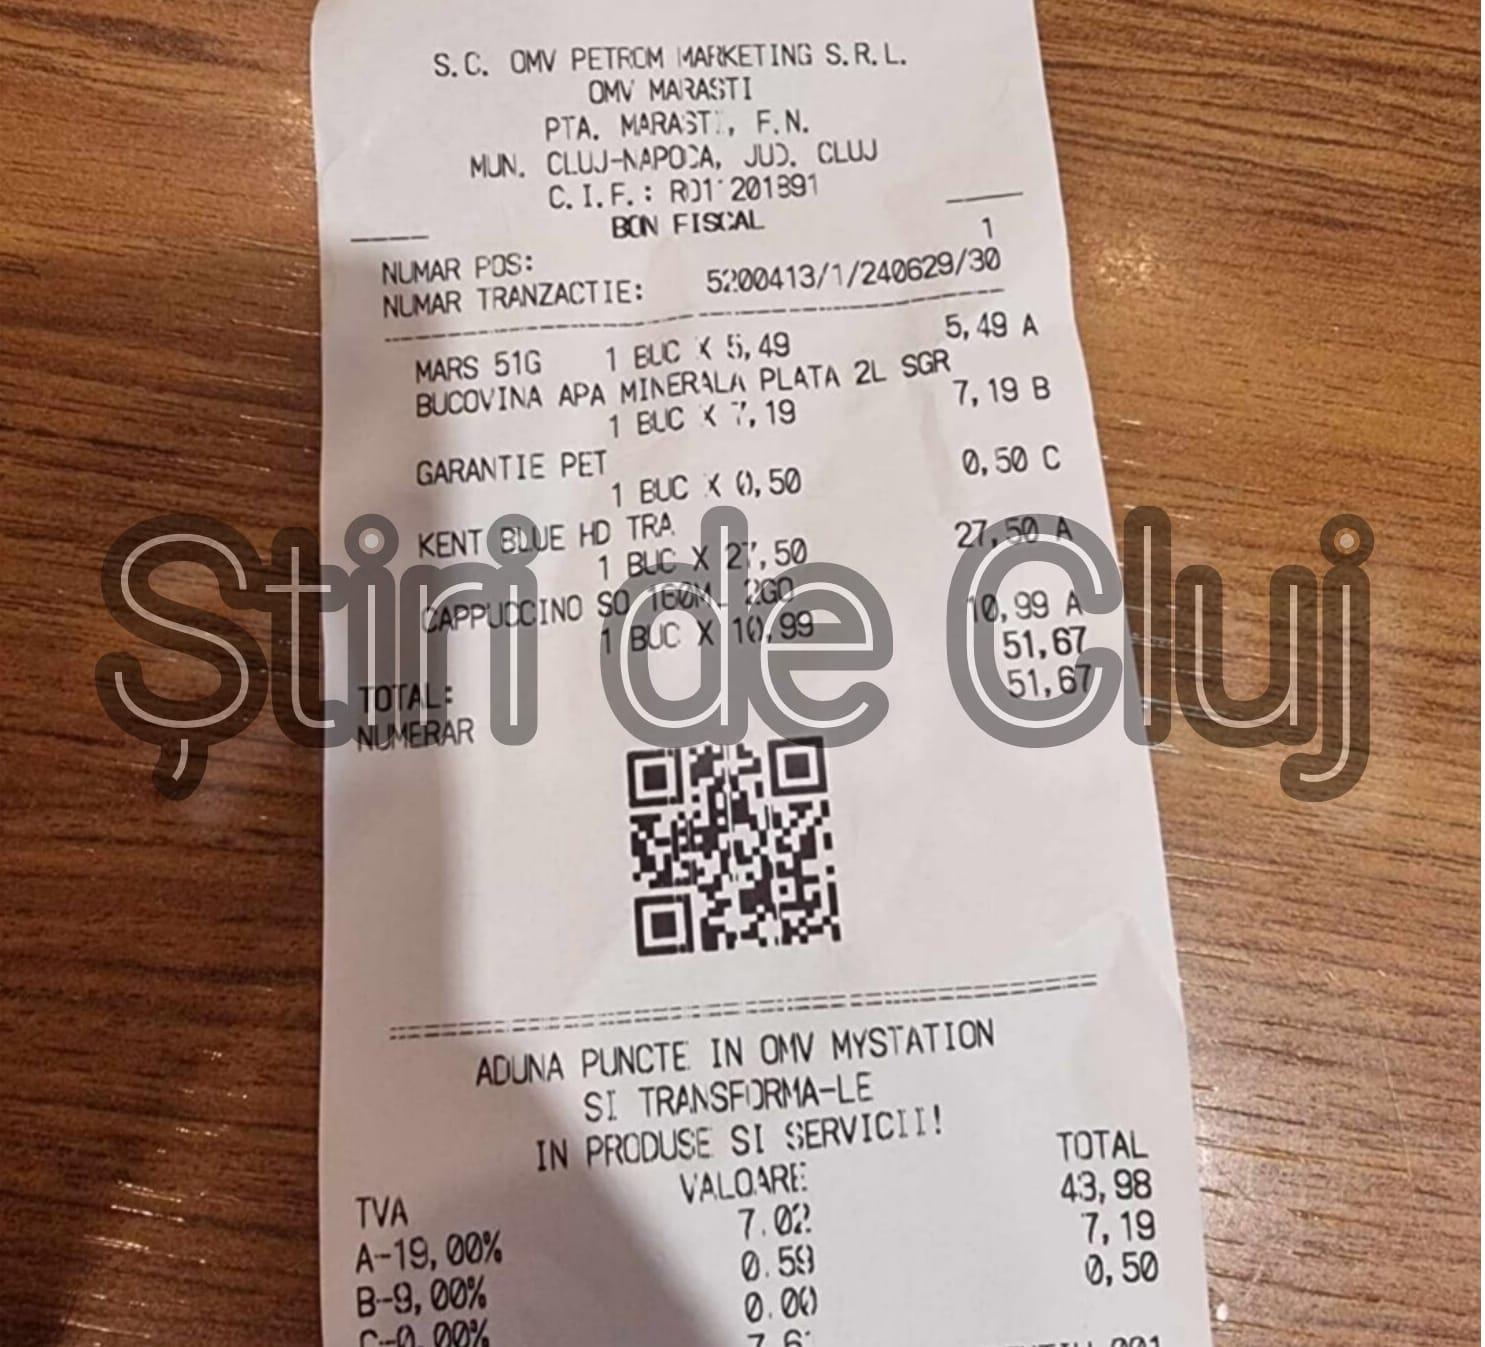 S.C. OMV PETROM MARKETING S.R.L.
OMV MARASTI
PTA. MARASTI, F.N.
MUN. CLUJ-NAPOCA, JUD. CLUJ
C.I.F.:
BON FISCAL
NUMAR POS: 1
NUMAR TRANZACTIE: 5200413/1/240629/30
MARS 51G 1 BUC X 5,49 5,49 A
BUCOVINA APA MINERALA PLATA 2L SGR
1 BUC X 7,19 7,19 B
GARANTIE PET
1 BUC X 0,50 0,50 C
KENT BLUE HD TRA
1 BUC X 27,50 27,50 A
CAPPUCCINO SO 160ML 2GO
1 BUC X 10,99 10,99 A
TOTAL: 51,67
NUMERAR 51,67
Știri de Cluj
ADUNA PUNCTE IN OMV MYSTATION
SI TRANSFORMA-LE
IN PRODUSE SI SERVICII!
TVA VALOARE TOTAL
A-19,00% 7.02 43,98
B-9,00% 0.59 7,19
C-0,00% 0.00 0,50